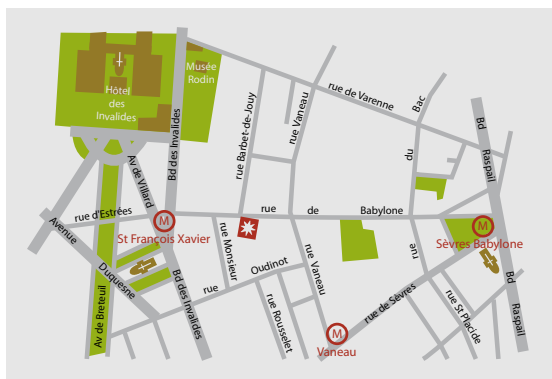 Musée
Rodin
Hôtel
des
Invalides
rue de Varenne
Bac
du
rue
Bd
Raspail
Bd
Raspail
rue Vaneau
rue Barbet-de-Jouy
Bd des Invalides
Av de Villard
rue d'Estrées
M
St François Xavier
rue de Babylone
M
Sèvres Babylone
Avenue
Duquesne
rue Monsieur
rue Oudinot
rue Vaneau
Av de Breteuil
Bd des Invalides
rue Rousselet
M
Vaneau
rue de Sèvres
rue St Placide